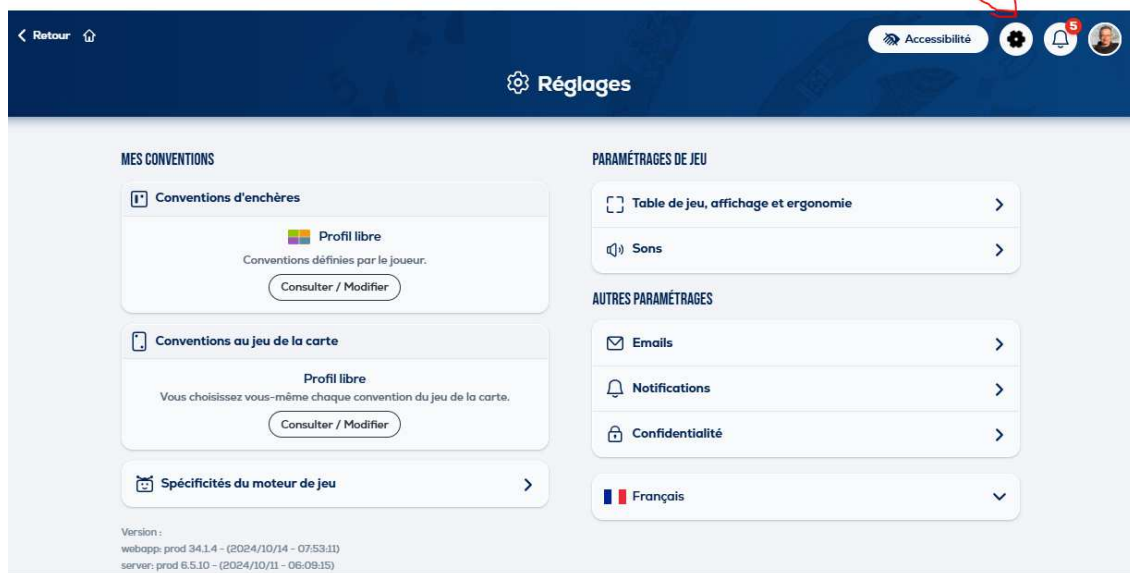 Retour
Accessibilité
5
Réglages
MES CONVENTIONS
Conventions d'enchères
Profil libre
Conventions définies par le joueur.
Consulter / Modifier
Conventions au jeu de la carte
Profil libre
Vous choisissez vous-même chaque convention du jeu de la carte.
Consulter / Modifier
Spécificités du moteur de jeu
Version :
webapp: prod 34.1.4 - (2024/10/14 - 07:53:11)
server: prod 6.5.10 - (2024/10/11 - 06:09:15)
PARAMÉTRAGES DE JEU
Table de jeu, affichage et ergonomie
Sons
AUTRES PARAMÉTRAGES
Emails
Notifications
Confidentialité
Français